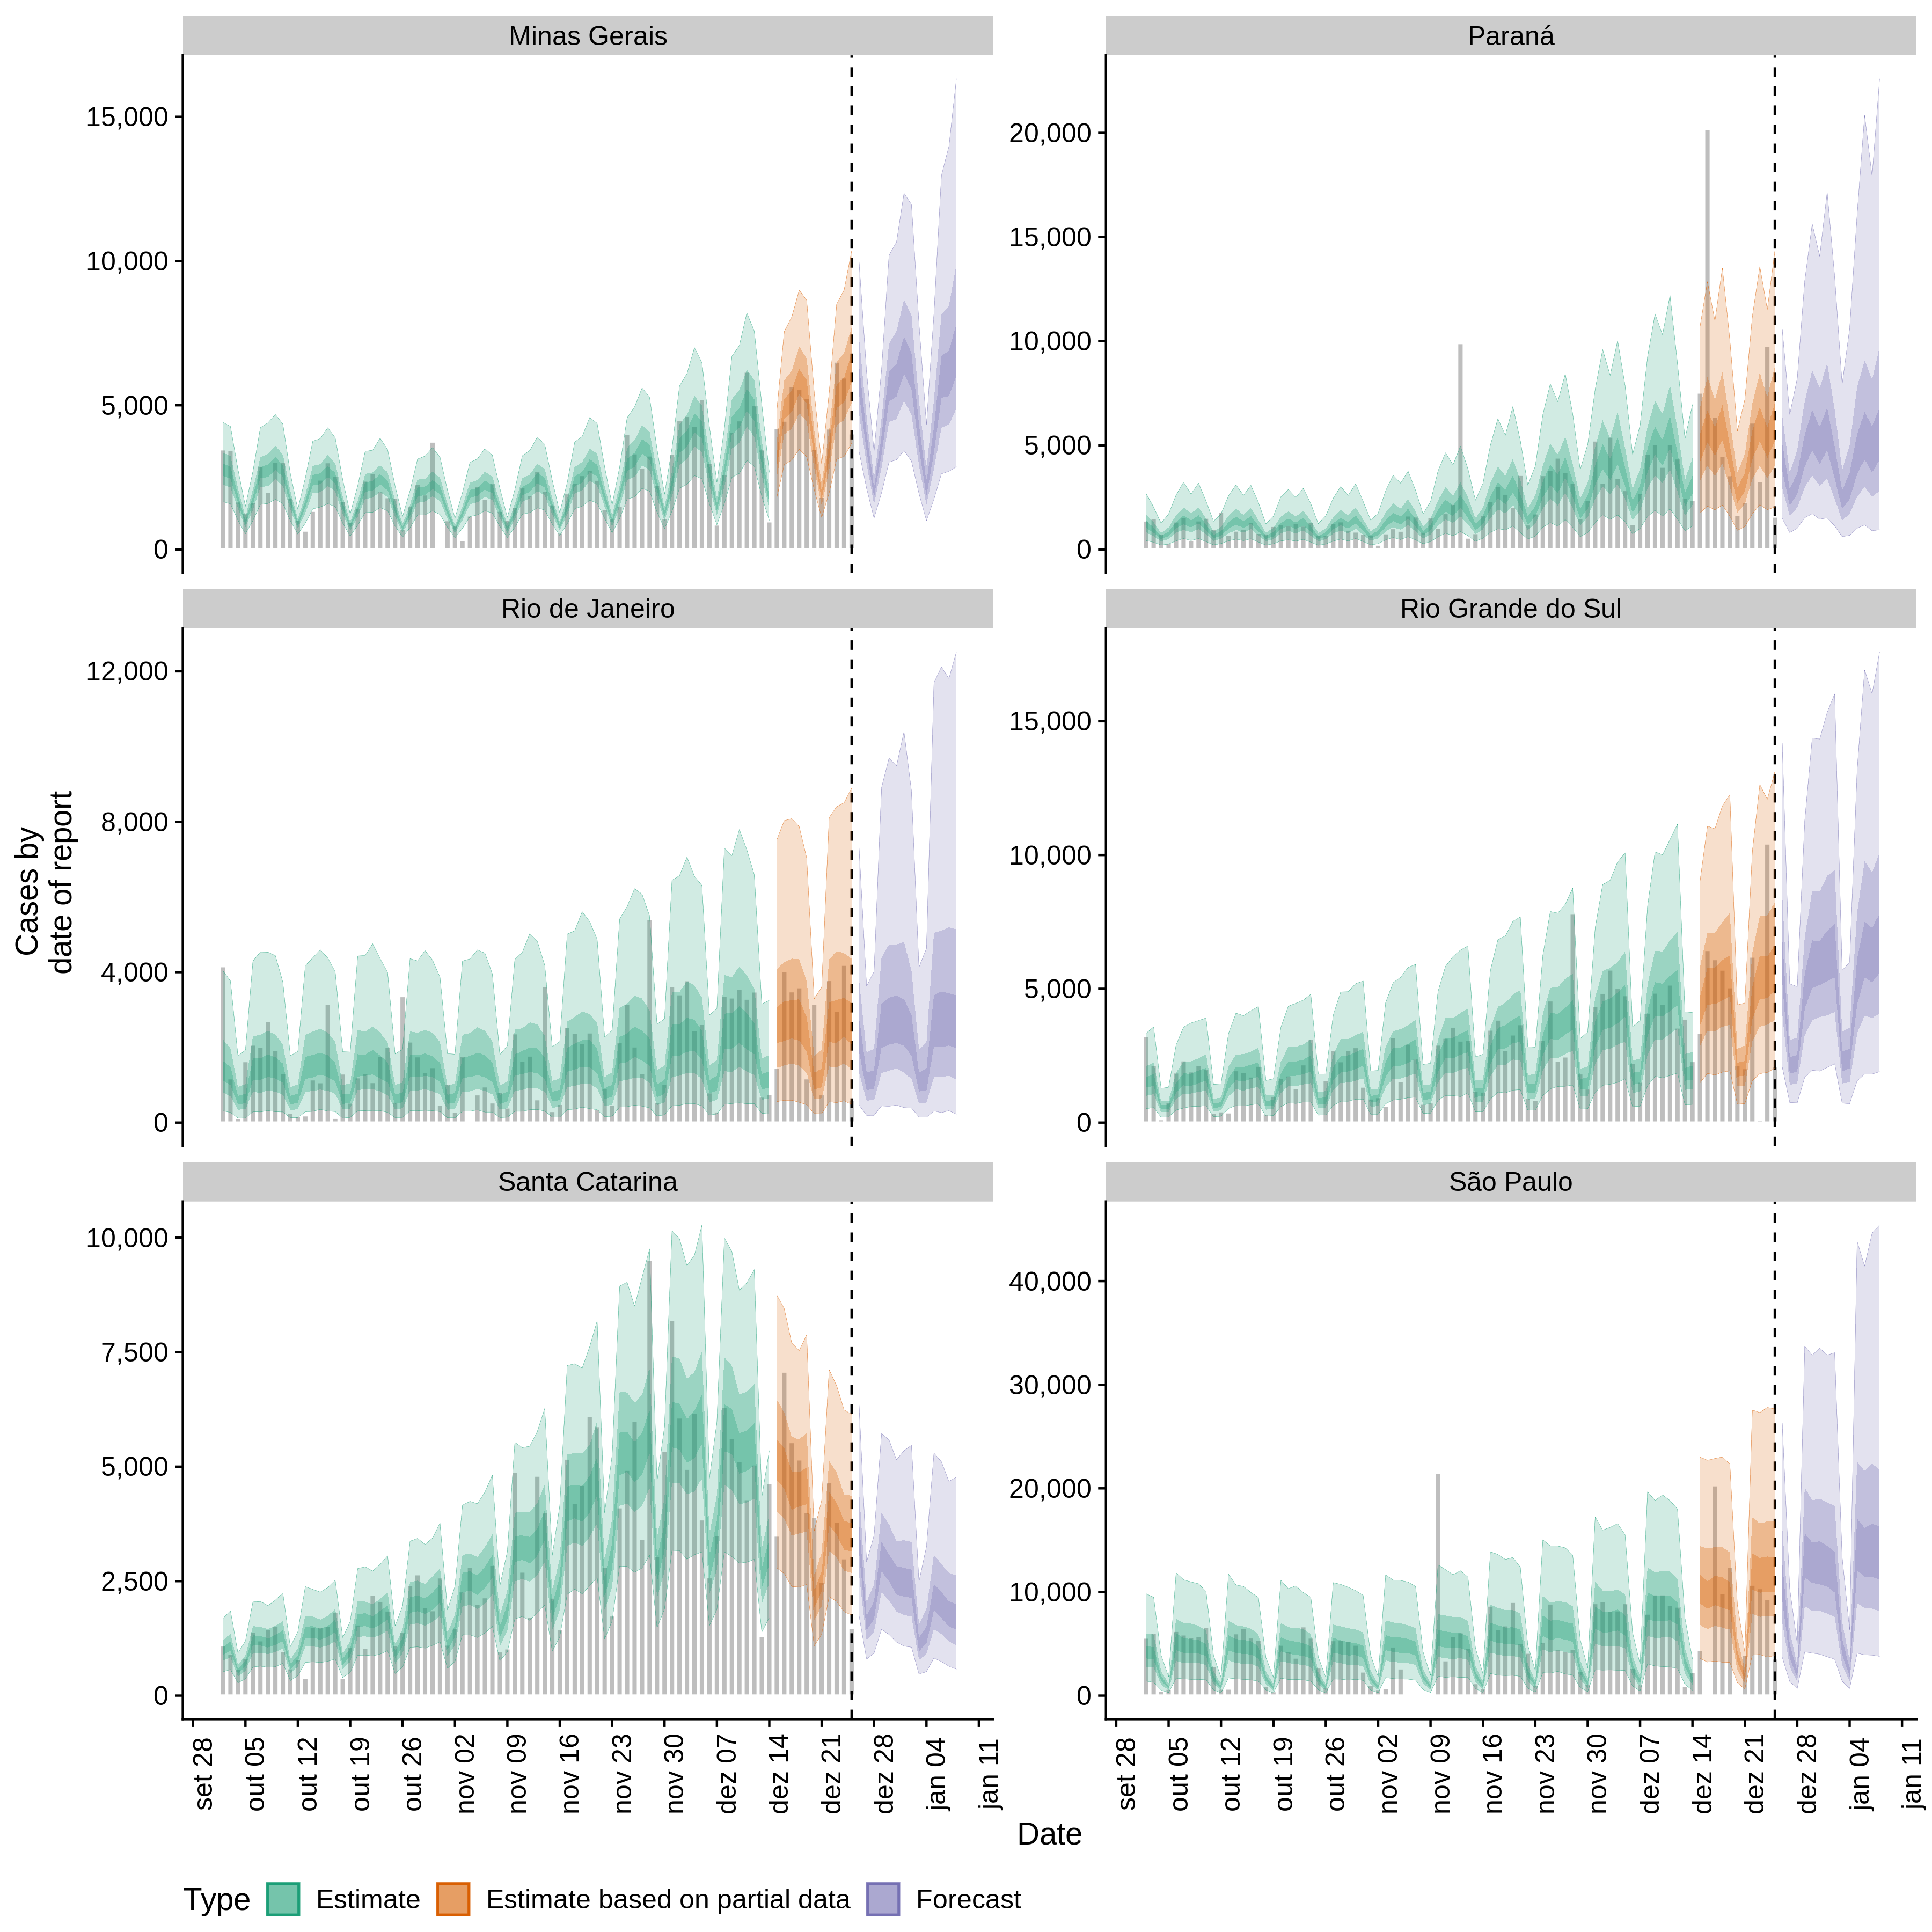 Minas Gerais
Paraná
15,000
10,000
5,000
0
20,000
15,000
10,000
5,000
0
Rio de Janeiro
Rio Grande do Sul
12,000
8,000
4,000
0
15,000
10,000
5,000
0
Cases by
date of report
Santa Catarina
São Paulo
10,000
7,500
5,000
2,500
0
40,000
30,000
20,000
10,000
0
set 28
out 05
out 12
out 19
out 26
nov 02
nov 09
nov 16
nov 23
nov 30
dez 07
dez 14
dez 21
dez 28
jan 04
jan 11
set 28
out 05
out 12
out 19
out 26
nov 02
nov 09
nov 16
nov 23
nov 30
dez 07
dez 14
dez 21
dez 28
jan 04
jan 11
Date
Type Estimate Estimate based on partial data Forecast